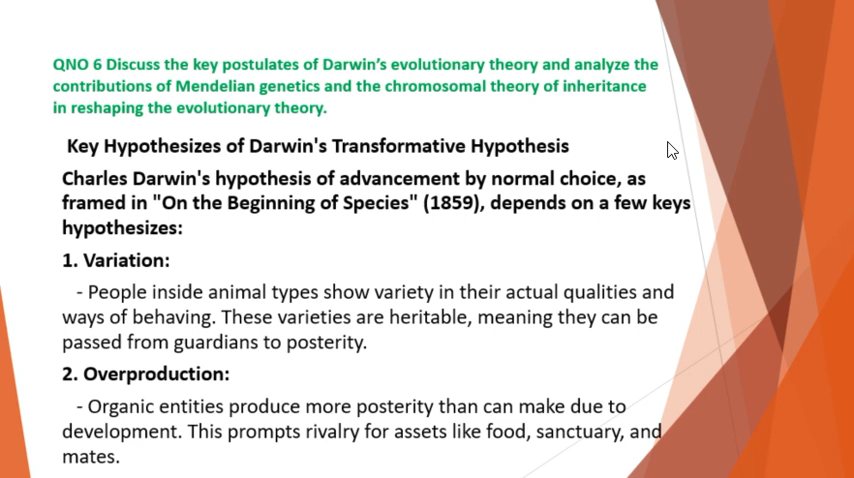 QNO 6 Discuss the key postulates of Darwin's evolutionary theory and analyze the
contributions of Mendelian genetics and the chromosomal theory of inheritance
in reshaping the evolutionary theory.
Key Hypothesizes of Darwin's Transformative Hypothesis
Charles Darwin's hypothesis of advancement by normal choice, as
framed in "On the Beginning of Species" (1859), depends on a few keys
hypothesizes:
1. Variation:
- People inside animal types show variety in their actual qualities and
ways of behaving. These varieties are heritable, meaning they can be
passed from guardians to posterity.
2. Overproduction:
- Organic entities produce more posterity than can make due to
development. This prompts rivalry for assets like food, sanctuary, and
mates.